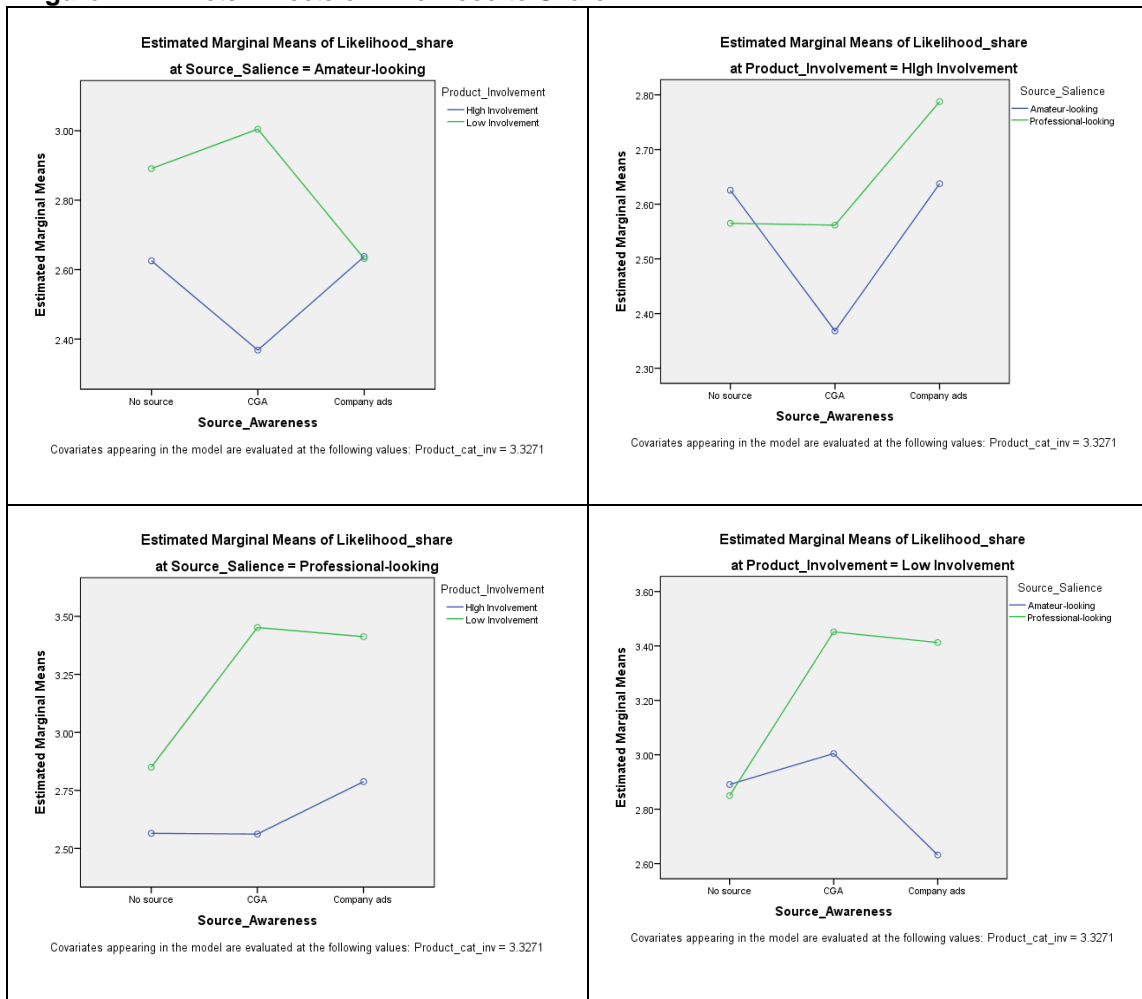 Estimated Marginal Means of Likelihood_share
at Source_Salience = Amateur-looking
Product_Involvement
HIgh Involvement
Low Involvement
Estimated Marginal Means
3.00
2.80
2.60
2.40
No source CGA Company ads
Source_Awareness
Covariates appearing in the model are evaluated at the following values: Product_cat_inv = 3.3271
Estimated Marginal Means of Likelihood_share
at Product_Involvement = HIgh Involvement
Source_Salience
Amateur-looking
Professional-looking
Estimated Marginal Means
2.80
2.70
2.60
2.50
2.40
2.30
No source CGA Company ads
Source_Awareness
Covariates appearing in the model are evaluated at the following values: Product_cat_inv = 3.3271
Estimated Marginal Means of Likelihood_share
at Source_Salience = Professional-looking
Product_Involvement
HIgh Involvement
Low Involvement
Estimated Marginal Means
3.50
3.25
3.00
2.75
2.50
No source CGA Company ads
Source_Awareness
Covariates appearing in the model are evaluated at the following values: Product_cat_inv = 3.3271
Estimated Marginal Means of Likelihood_share
at Product_Involvement = Low Involvement
Source_Salience
Amateur-looking
Professional-looking
Estimated Marginal Means
3.60
3.40
3.20
3.00
2.80
2.60
No source CGA Company ads
Source_Awareness
Covariates appearing in the model are evaluated at the following values: Product_cat_inv = 3.3271